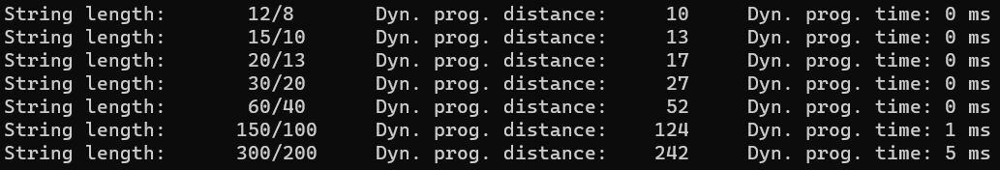 String length: 12/8 Dyn. prog. distance: 10 Dyn. prog. time: 0 ms
String length: 15/10 Dyn. prog. distance: 13 Dyn. prog. time: 0 ms
String length: 20/13 Dyn. prog. distance: 17 Dyn. prog. time: 0 ms
String length: 30/20 Dyn. prog. distance: 27 Dyn. prog. time: 0 ms
String length: 60/40 Dyn. prog. distance: 52 Dyn. prog. time: 0 ms
String length: 150/100 Dyn. prog. distance: 124 Dyn. prog. time: 1 ms
String length: 300/200 Dyn. prog. distance: 242 Dyn. prog. time: 5 ms